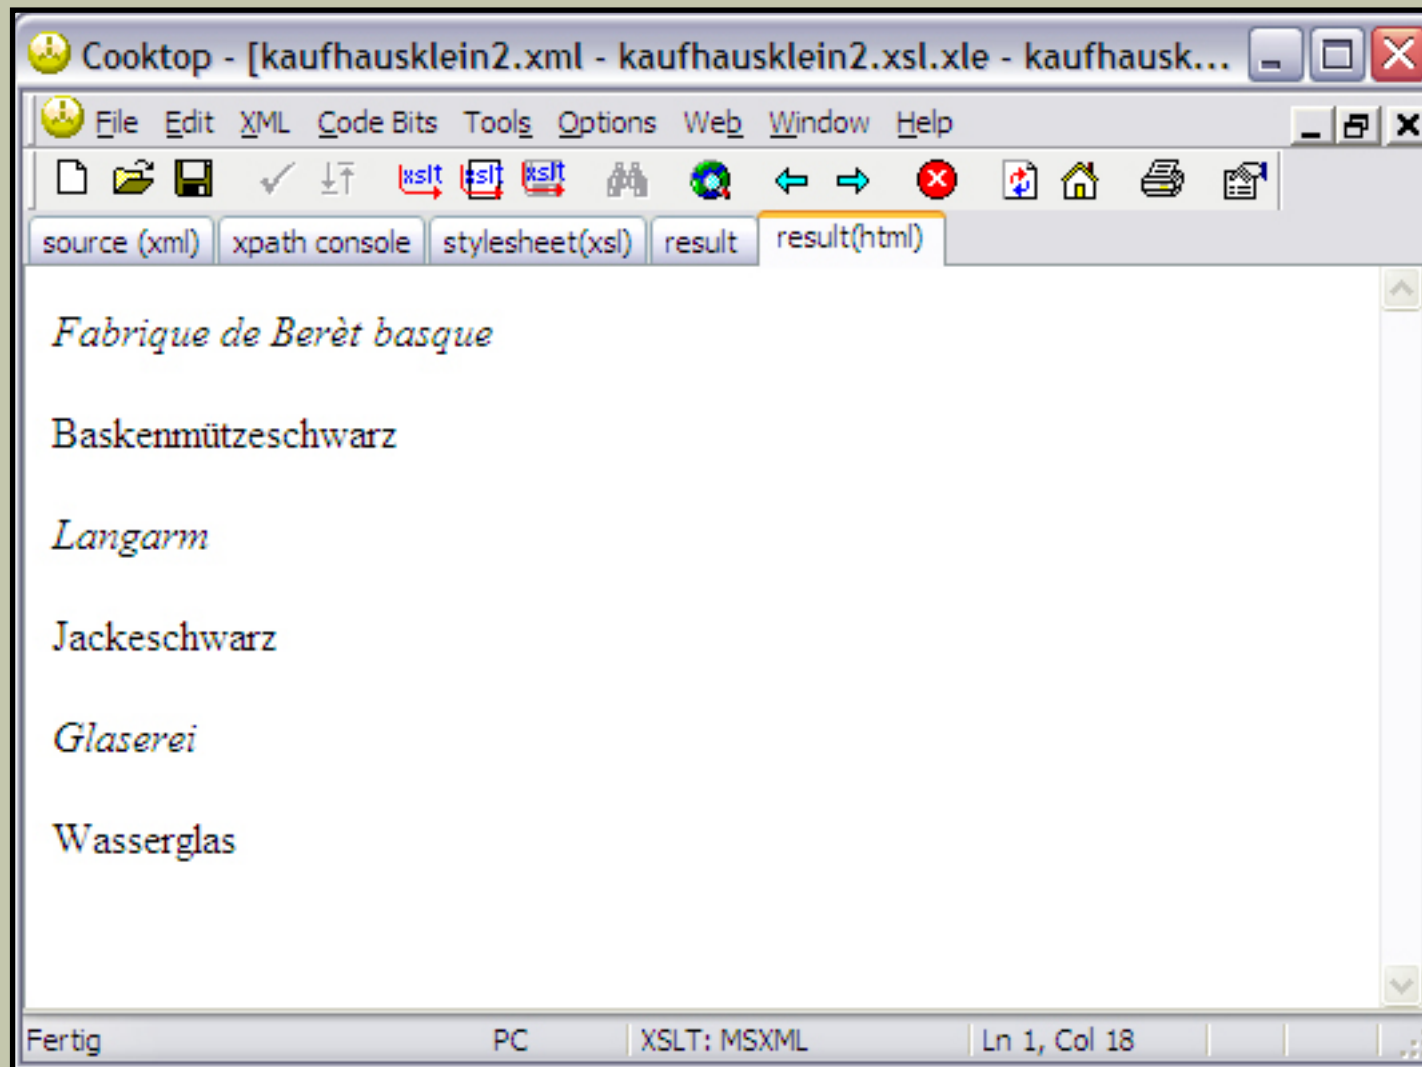 Cooktop - [kaufhausklein2.xml - kaufhausklein2.xsl.xle - kaufhausk...
File Edit XML Code Bits Tools Options Web Window Help
xslt xslt xslt
source (xml) xpath console stylesheet(xsl) result result(html)
Fabrique de Berèt basque
Baskenmützeschwarz
Langarm
Jackeschwarz
Glaserei
Wasserglas
Fertig PC XSLT: MSXML Ln 1, Col 18